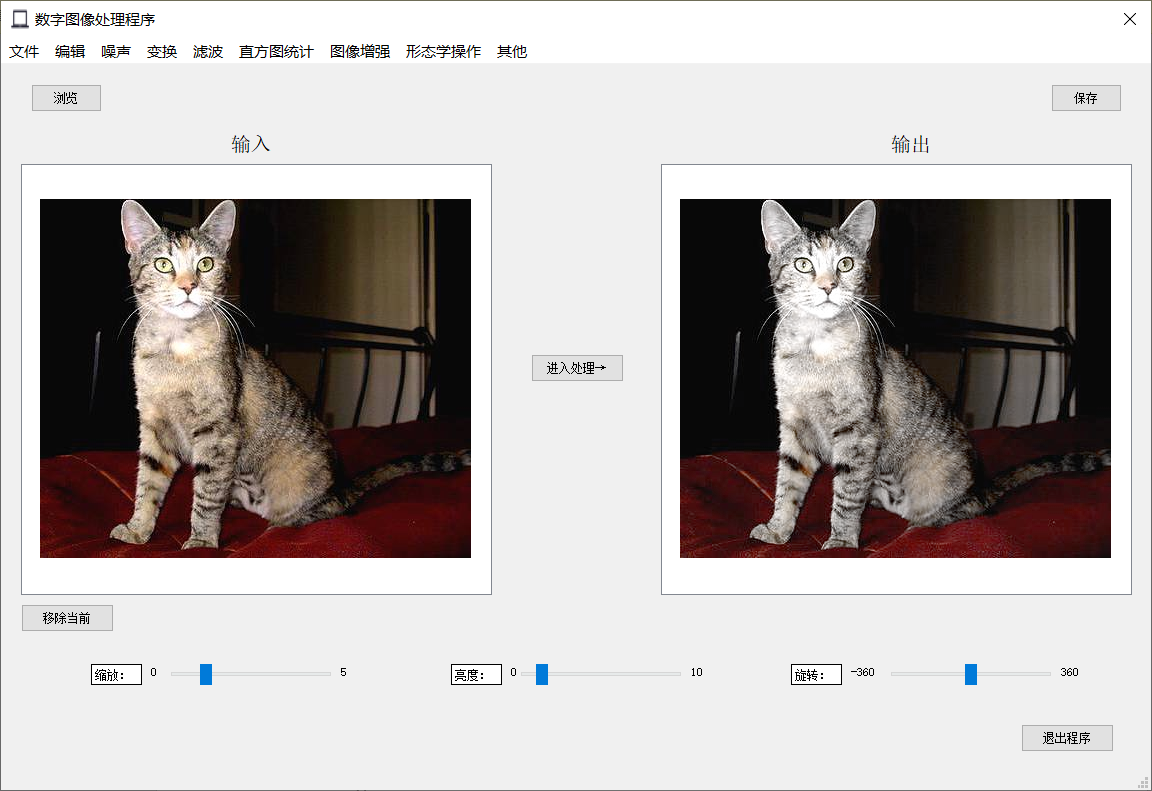 数字图像处理程序
文件 编辑 噪声 变换 滤波 直方图统计 图像增强 形态学操作 其他
浏览 保存
输入 输出
进入处理→
移除当前
缩放： 0 5 亮度： 0 10 旋转： -360 360
退出程序